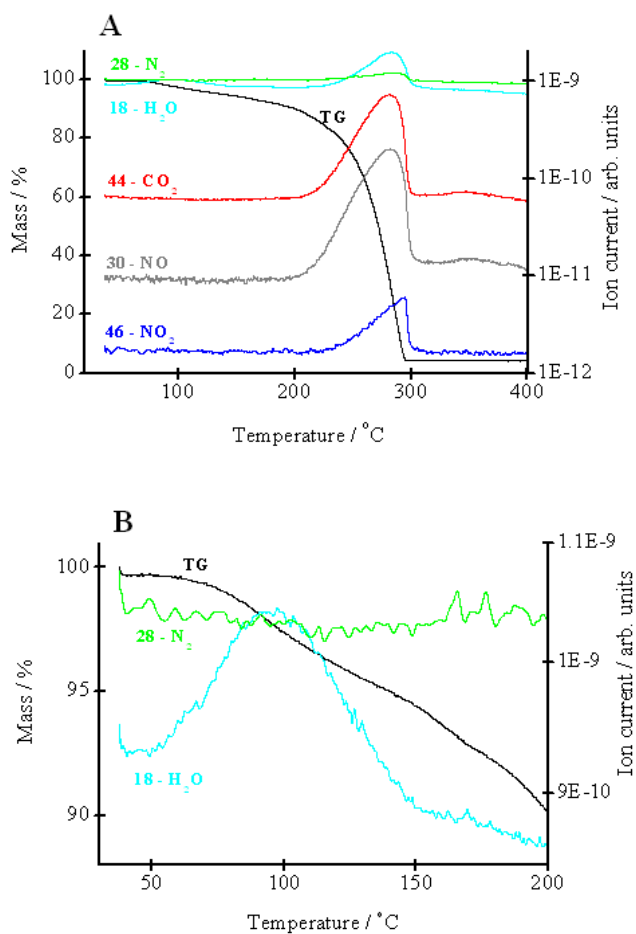 A
28 - N₂
100
1E-9
18 - H₂O
TG
80
44 - CO₂
1E-10
60
Mass / %
Ion current / arb. units
40
30 - NO
1E-11
20
46 - NO₂
0
1E-12
100
200
300
400
Temperature / °C
B
1.1E-9
100
TG
28 - N₂
1E-9
95
Mass / %
Ion current / arb. units
18 - H₂O
9E-10
90
50
100
150
200
Temperature / °C